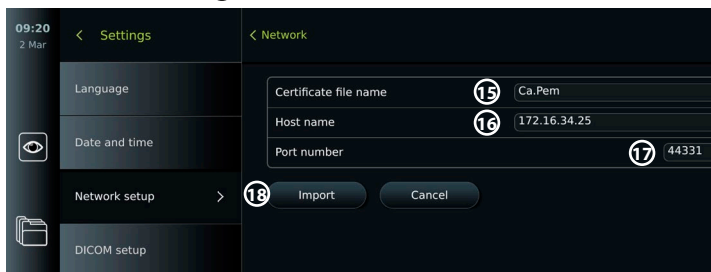 09:20
2 Mar
Settings
Network
Language
Certificate file name 15 Ca.Pem
Host name 16 172.16.34.25
Date and time
Port number 17 44331
Network setup
18 Import Cancel
DICOM setup